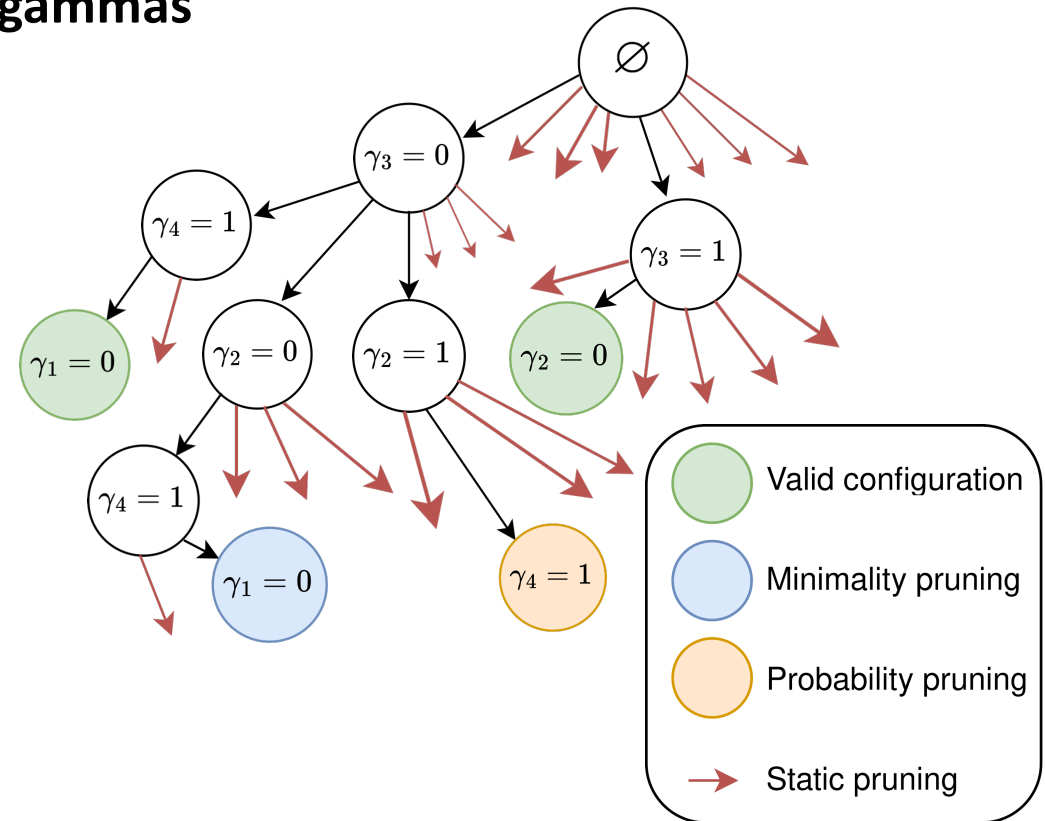 gammas
∅
γ₃ = 0
γ₄ = 1
γ₃ = 1
γ₁ = 0
γ₂ = 0
γ₂ = 1
γ₂ = 0
γ₄ = 1
γ₁ = 0
γ₄ = 1
Valid configuration
Minimality pruning
Probability pruning
Static pruning